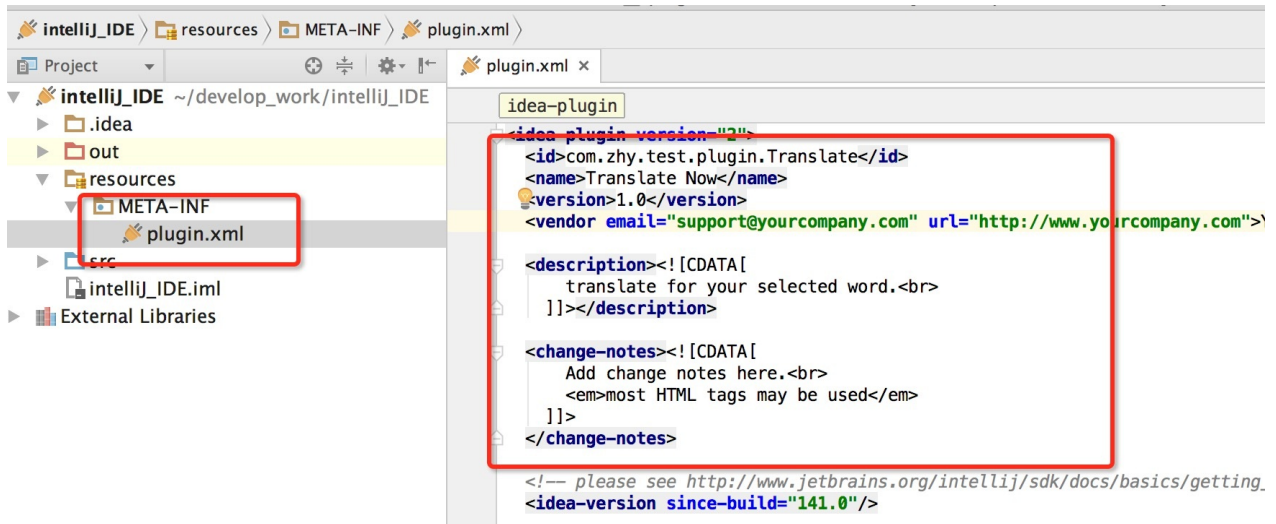 intelliJ_IDE resources META-INF plugin.xml
Project
plugin.xml
intelliJ_IDE ~/develop_work/intelliJ_IDE
.idea
out
resources
META-INF
plugin.xml
src
intelliJ_IDE.iml
External Libraries
idea-plugin
<idea-plugin version="2">
<id>com.zhy.test.plugin.Translate</id>
<name>Translate Now</name>
<version>1.0</version>
<vendor email="support@yourcompany.com" url="http://www.yourcompany.com">
<description><![CDATA[
translate for your selected word.<br>
]]></description>
<change-notes><![CDATA[
Add change notes here.<br>
<em>most HTML tags may be used</em>
]]>
</change-notes>
<!-- please see http://www.jetbrains.org/intellij/sdk/docs/basics/getting_
<idea-version since-build="141.0"/>